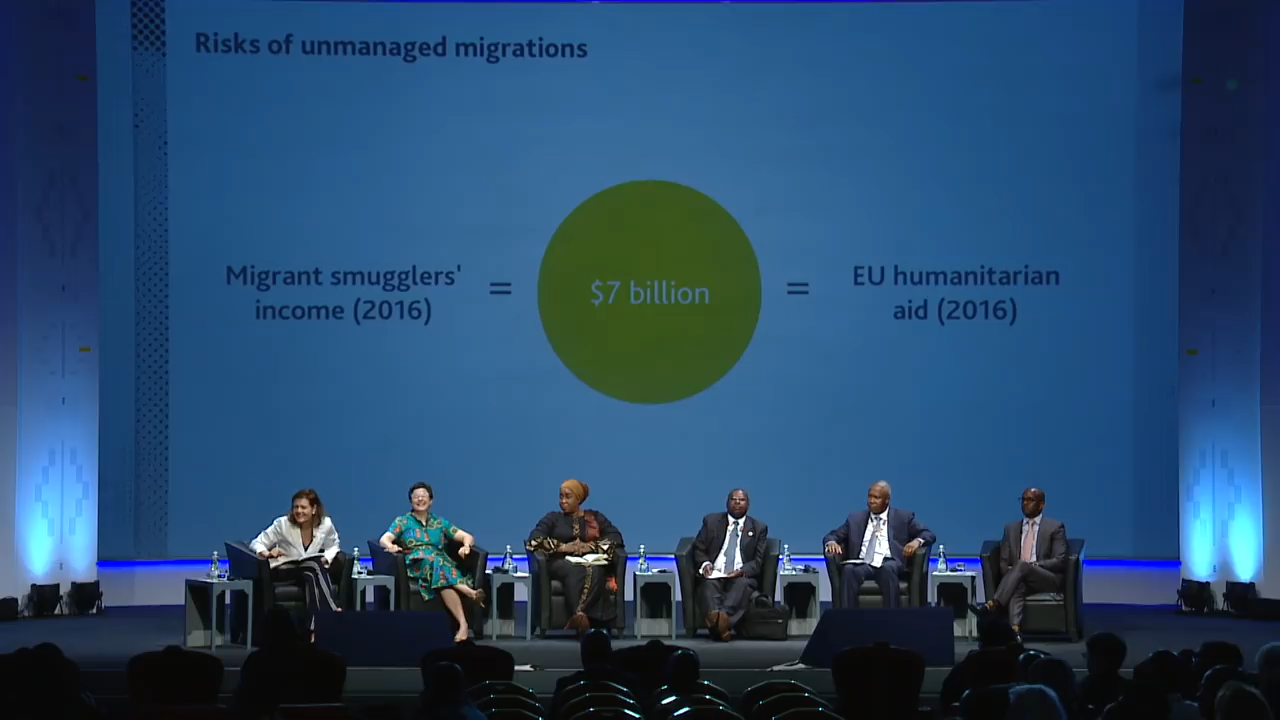 Risks of unmanaged migrations
Migrant smugglers'
income (2016)
=
$7 billion
=
EU humanitarian
aid (2016)